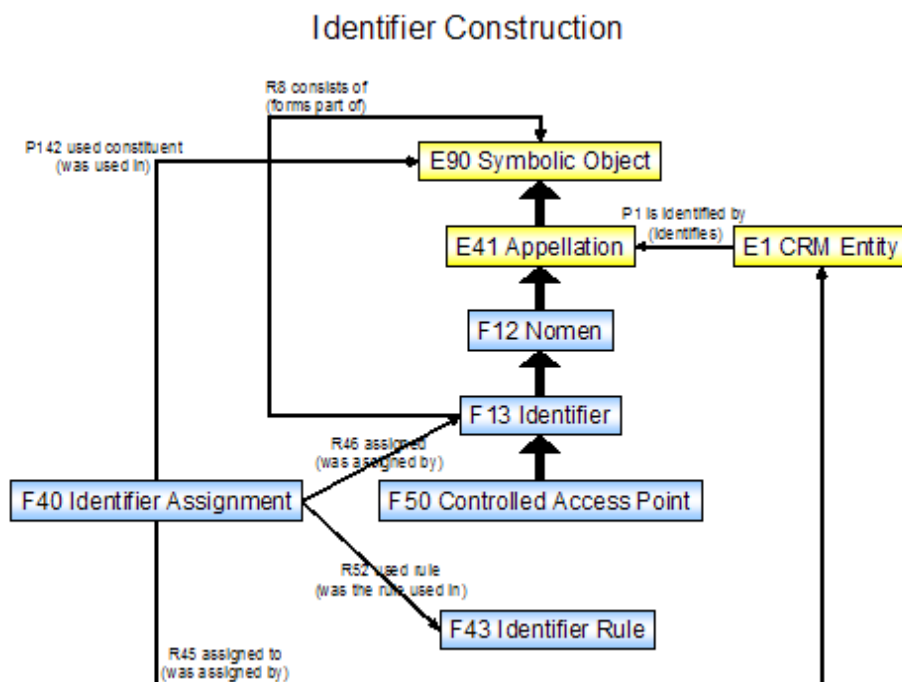 Identifier Construction
R8 consists of
(forms part of)
P142 used constituent
(was used in)
E90 Symbolic Object
P1 is identified by
(identifies)
E41 Appellation
E1 CRM Entity
F12 Nomen
F13 Identifier
R46 assigned
(was assigned by)
F40 Identifier Assignment
F50 Controlled Access Point
R52 used rule
(was the rule used in)
F43 Identifier Rule
R45 assigned to
(was assigned by)